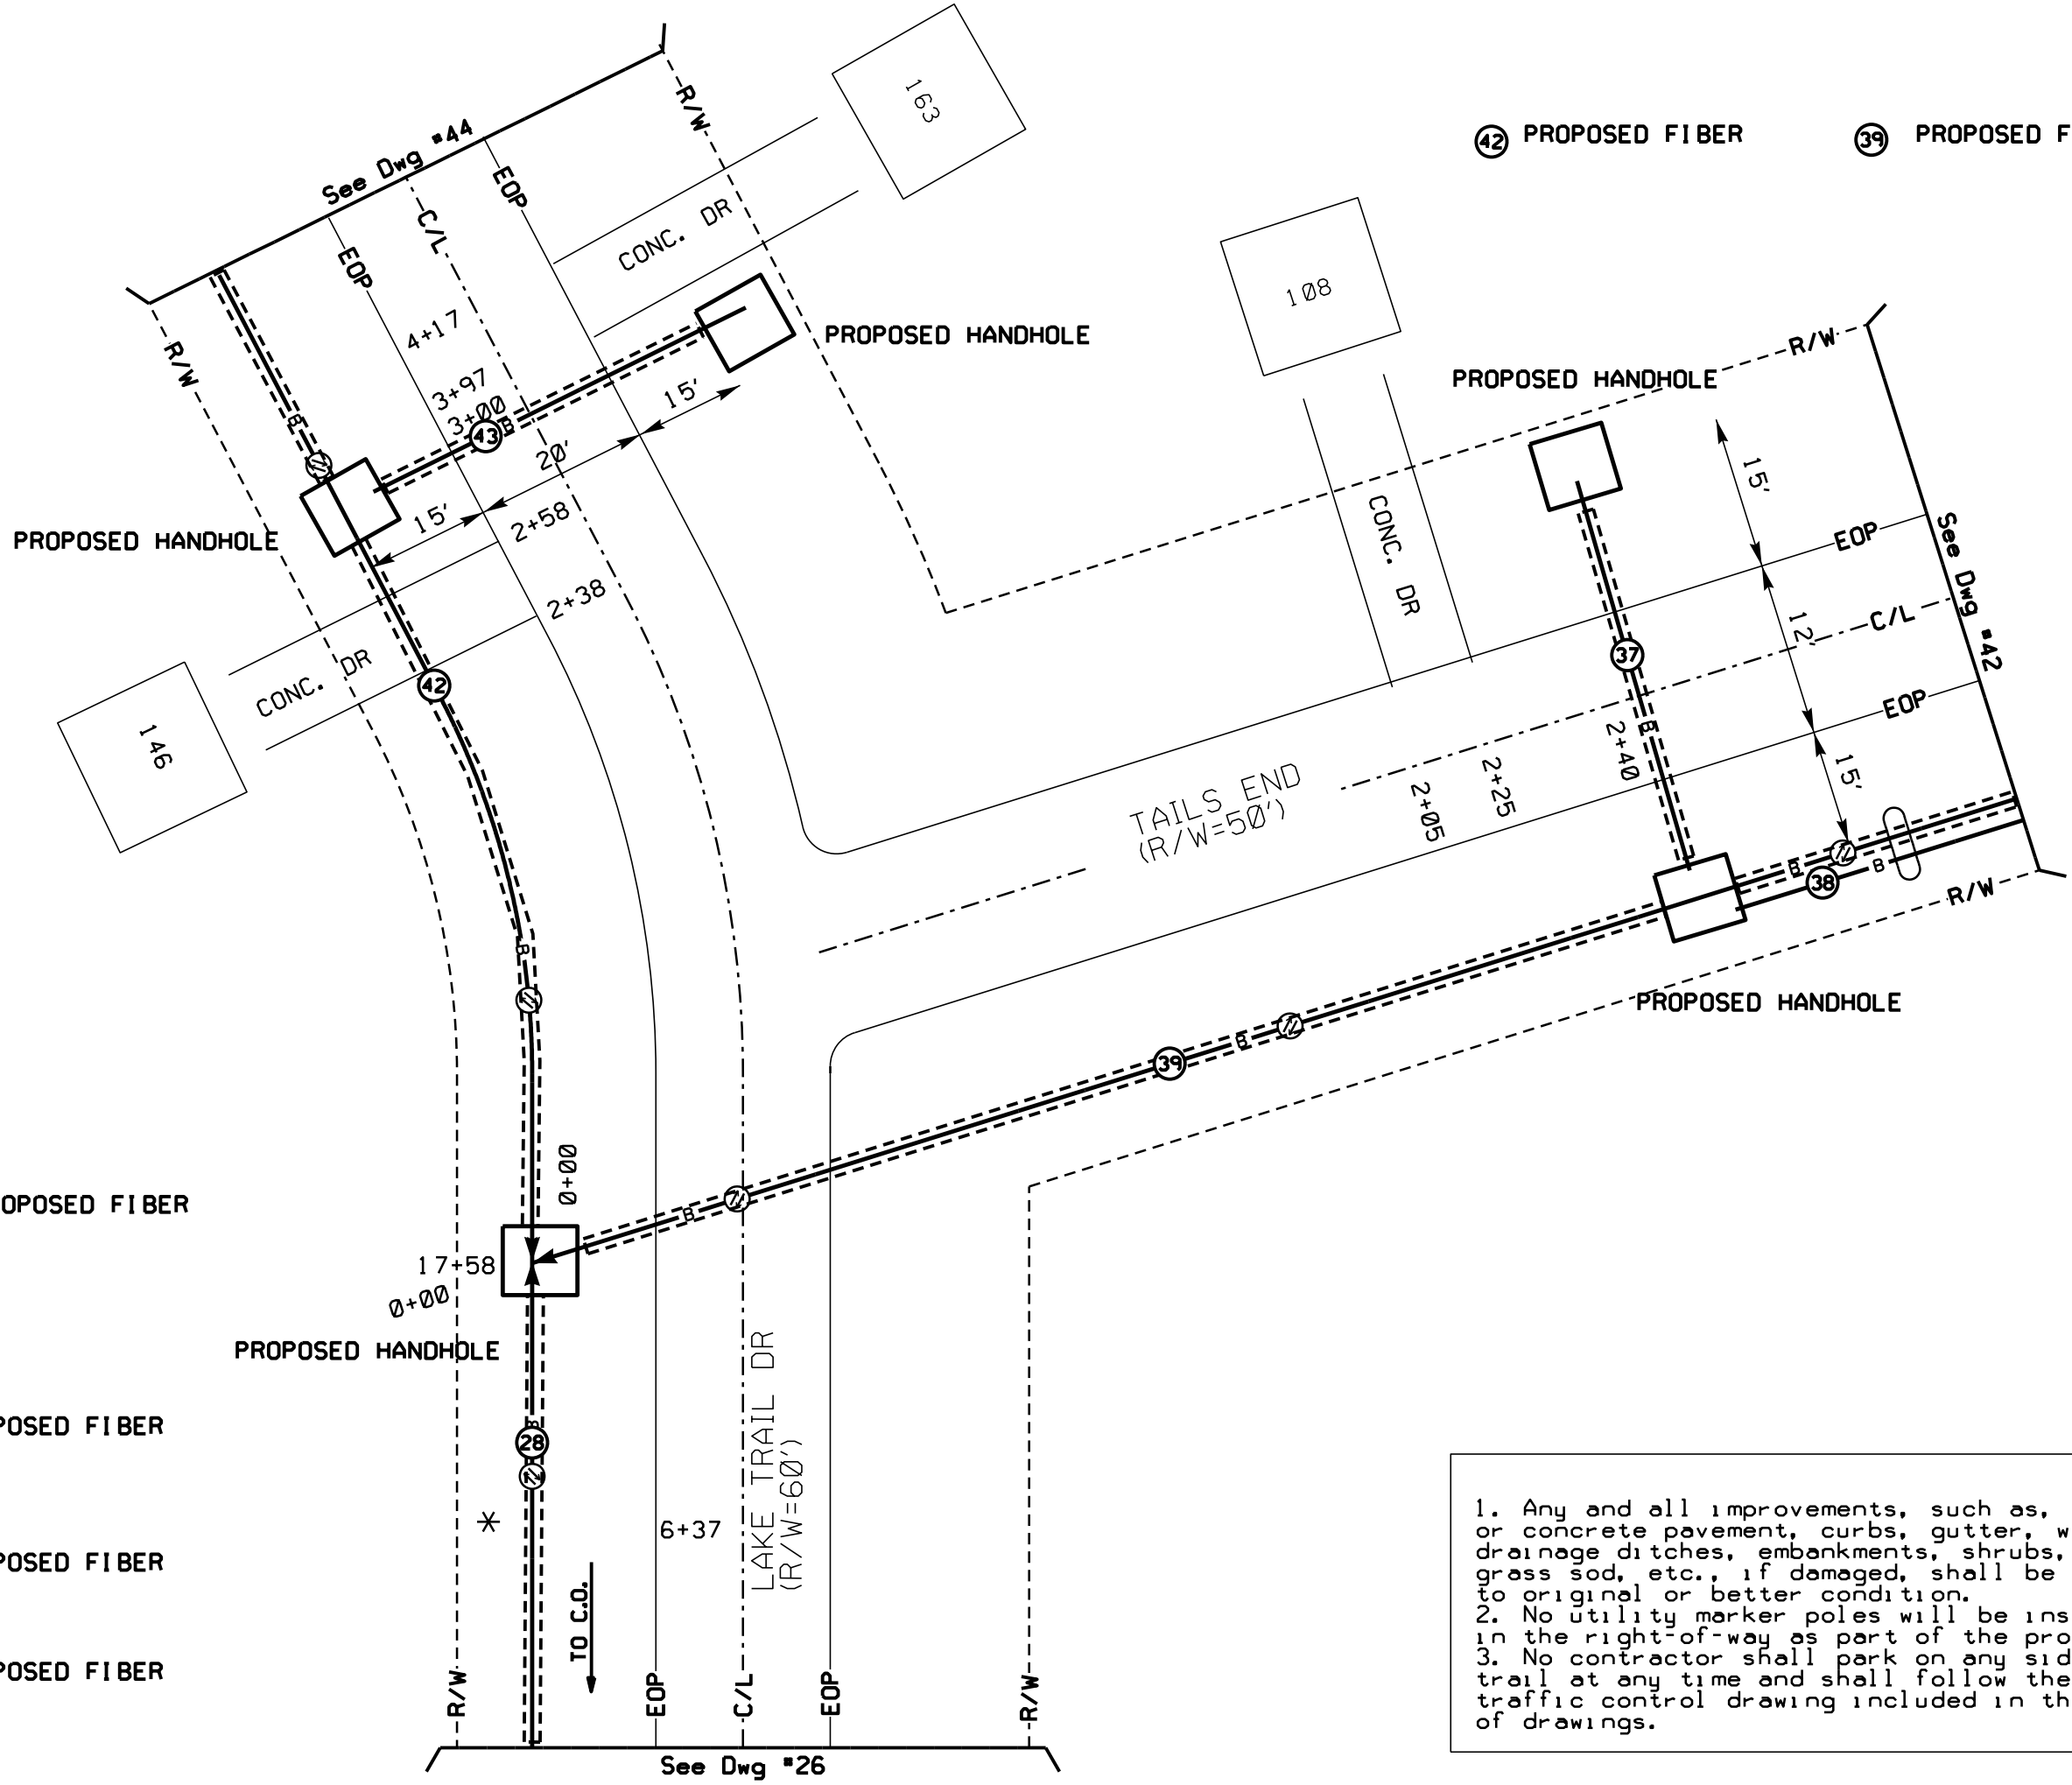 R/W
163
See Dwg #44
EOP
C/L
EOP
CONC. DR
42 PROPOSED FIBER
39 PROPOSED F
R/W
4+17
3+97
3+00
43
B
15'
20'
15'
B
PROPOSED HANDHOLE
108
PROPOSED HANDHOLE
R/W
PROPOSED HANDHOLE
2+58
2+38
CONC. DR
146
42
B
CONC. DR
37
B
2+40
15'
12'
15'
EOP
C/L
EOP
See Dwg #42
TAILS END
(R/W=50')
2+05
2+25
B
38
B
R/W
PROPOSED HANDHOLE
39
B
B
0+00
OPOSED FIBER
17+58
0+00
PROPOSED HANDHOLE
POSED FIBER
B
28
*
6+37
LAKE TRAIL DR
(R/W=60')
POSED FIBER
TO C.O.
POSED FIBER
R/W
EOP
C/L
EOP
R/W
See Dwg #26
1. Any and all improvements, such as,
or concrete pavement, curbs, gutter, w
drainage ditches, embankments, shrubs,
grass sod, etc., if damaged, shall be
to original or better condition.
2. No utility marker poles will be ins
in the right-of-way as part of the pro
3. No contractor shall park on any sid
trail at any time and shall follow the
traffic control drawing included in th
of drawings.